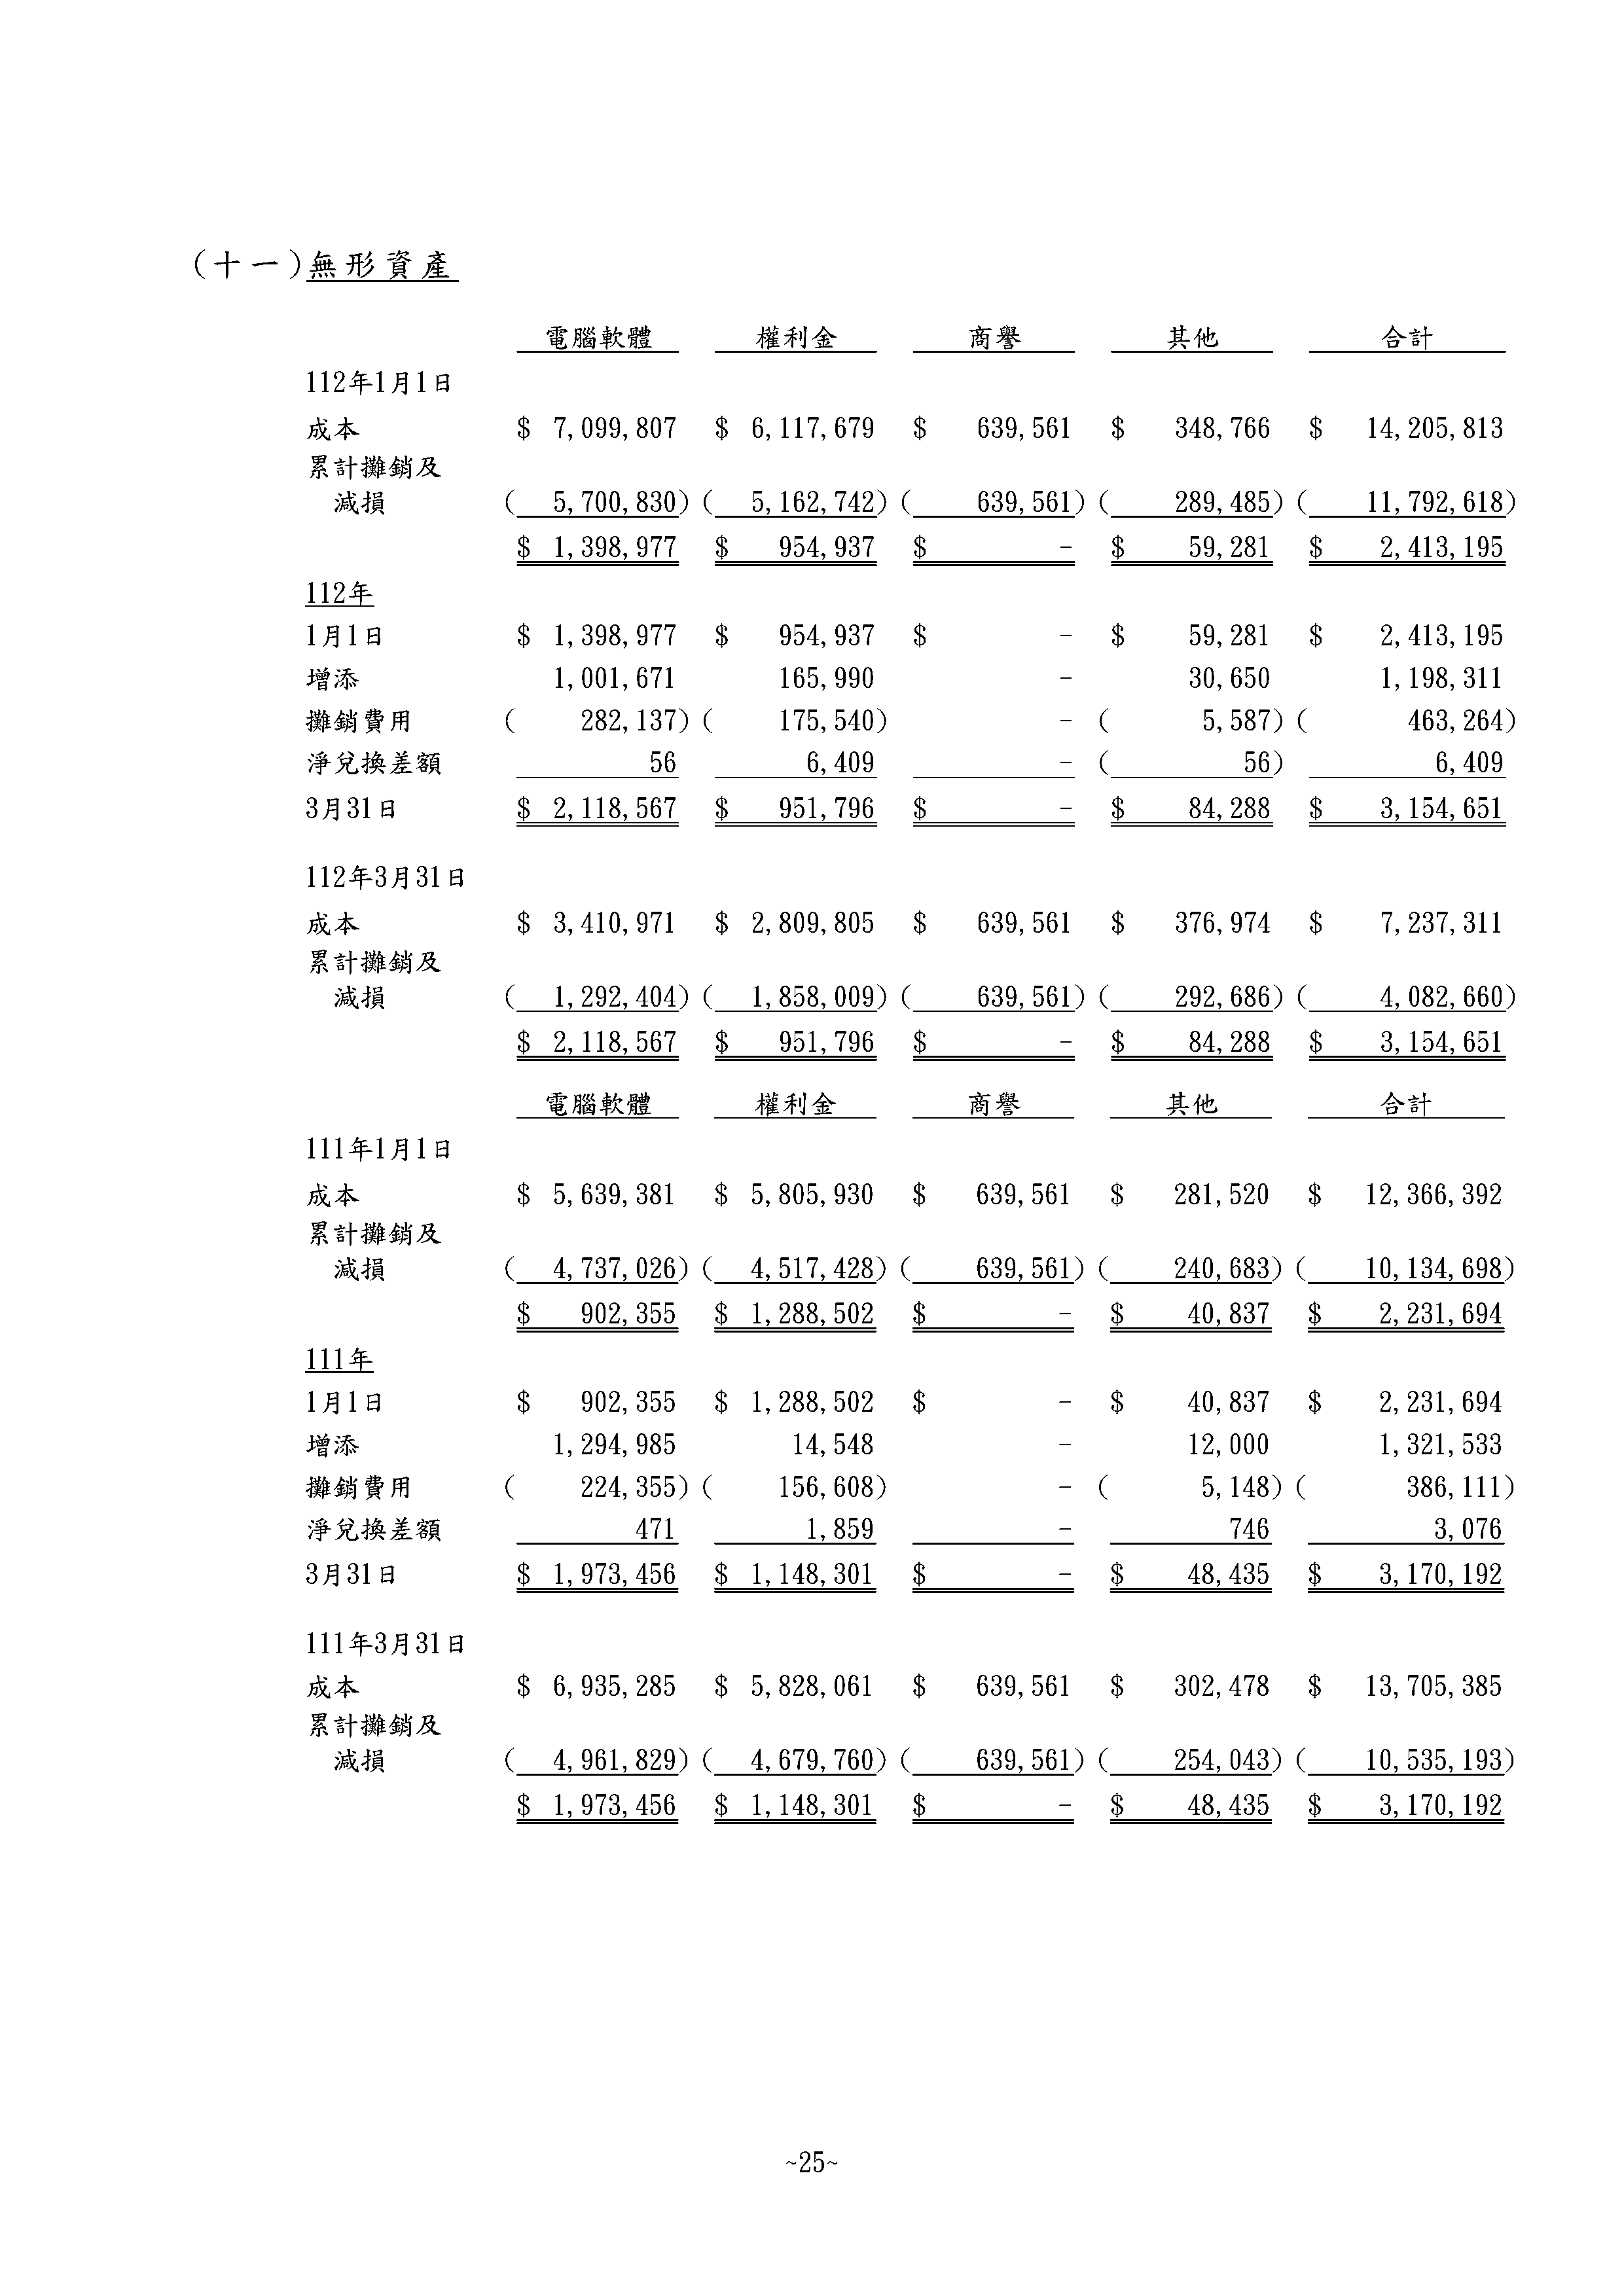 (十一)無形資產
電腦軟體 權利金 商譽 其他 合計
112年1月1日
成本 $ 7,099,807 $ 6,117,679 $ 639,561 $ 348,766 $ 14,205,813
累計攤銷及
減損 ( 5,700,830) ( 5,162,742) ( 639,561) ( 289,485) ( 11,792,618)
$ 1,398,977 $ 954,937 $ - $ 59,281 $ 2,413,195
112年
1月1日 $ 1,398,977 $ 954,937 $ - $ 59,281 $ 2,413,195
增添 1,001,671 165,990 - 30,650 1,198,311
攤銷費用 ( 282,137) ( 175,540) - ( 5,587) ( 463,264)
淨兌換差額 56 6,409 - ( 56) 6,409
3月31日 $ 2,118,567 $ 951,796 $ - $ 84,288 $ 3,154,651
112年3月31日
成本 $ 3,410,971 $ 2,809,805 $ 639,561 $ 376,974 $ 7,237,311
累計攤銷及
減損 ( 1,292,404) ( 1,858,009) ( 639,561) ( 292,686) ( 4,082,660)
$ 2,118,567 $ 951,796 $ - $ 84,288 $ 3,154,651
電腦軟體 權利金 商譽 其他 合計
111年1月1日
成本 $ 5,639,381 $ 5,805,930 $ 639,561 $ 281,520 $ 12,366,392
累計攤銷及
減損 ( 4,737,026) ( 4,517,428) ( 639,561) ( 240,683) ( 10,134,698)
$ 902,355 $ 1,288,502 $ - $ 40,837 $ 2,231,694
111年
1月1日 $ 902,355 $ 1,288,502 $ - $ 40,837 $ 2,231,694
增添 1,294,985 14,548 - 12,000 1,321,533
攤銷費用 ( 224,355) ( 156,608) - ( 5,148) ( 386,111)
淨兌換差額 471 1,859 - 746 3,076
3月31日 $ 1,973,456 $ 1,148,301 $ - $ 48,435 $ 3,170,192
111年3月31日
成本 $ 6,935,285 $ 5,828,061 $ 639,561 $ 302,478 $ 13,705,385
累計攤銷及
減損 ( 4,961,829) ( 4,679,760) ( 639,561) ( 254,043) ( 10,535,193)
$ 1,973,456 $ 1,148,301 $ - $ 48,435 $ 3,170,192
~25~